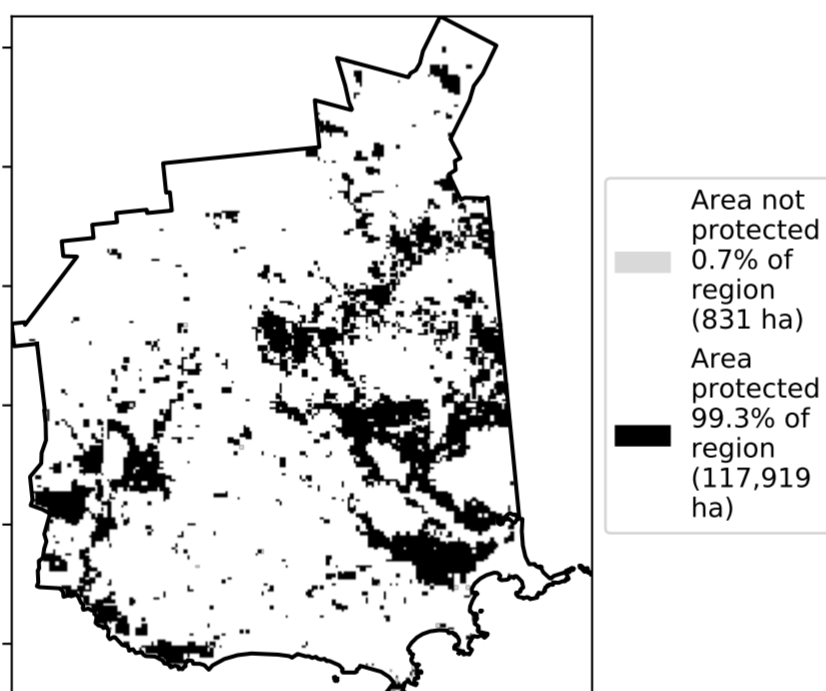 Area not
protected
0.7% of
region
(831 ha)
Area
protected
99.3% of
region
(117,919
ha)